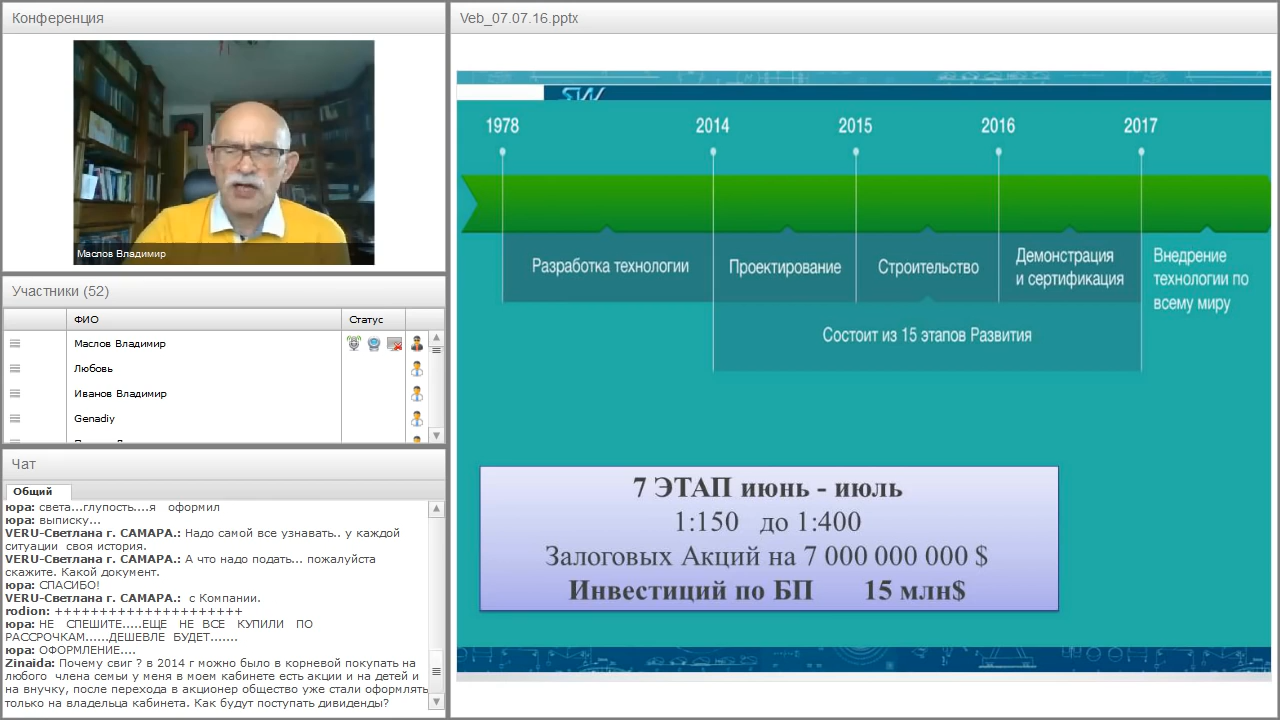 Конференция
Маслов Владимир
Участники (52)
ФИО
Статус
Маслов Владимир
Любовь
Иванов Владимир
Genadiy
Чат
Общий
юра: света...глупость....я оформил
юра: выписку...
VERU-Светлана г. САМАРА.: Надо самой все узнавать.. у каждой
ситуации своя история.
VERU-Светлана г. САМАРА.: А что надо подать... пожалуйста
скажите. Какой документ.
юра: СПАСИБО!
VERU-Светлана г. САМАРА.: с Компании.
rodion: +++++++++++++++++++++
юра: НЕ СПЕШИТЕ.....ЕЩЕ НЕ ВСЕ КУПИЛИ ПО
РАССРОЧКАМ......ДЕШЕВЛЕ БУДЕТ.......
юра: ОФОРМЛЕНИЕ....
Zinaida: Почему свиг ? в 2014 г можно было в целевой покупать на
любого члена семьи у меня в моем кабинете есть акции и на детей и
на внучку, после перехода в акционер общество уже стали оформлять
только на владельца кабинета. Как будут поступать дивиденды?
Veb_07.07.16.pptx
1978 2014 2015 2016 2017
Разработка технологии
Проектирование
Строительство
Демонстрация
и сертификация
Внедрение
технологии по
всему миру
Состоит из 15 этапов Развития
7 ЭТАП июнь - июль
1:150 до 1:400
Залоговых Акций на 7 000 000 000 $
Инвестиций по БП 15 млн$